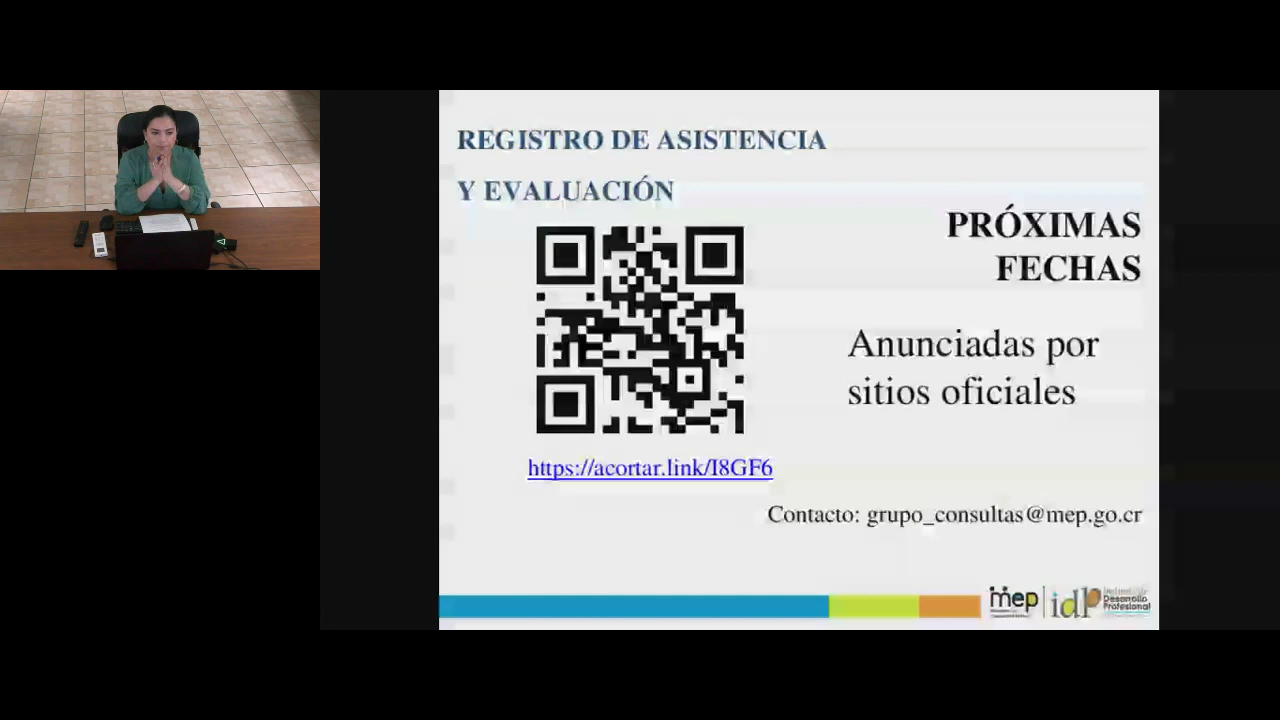 REGISTRO DE ASISTENCIA
Y EVALUACIÓN
PRÓXIMAS
FECHAS
Anunciadas por
sitios oficiales
https://acortar.link/I8GF6
Contacto: grupo_consultas@mep.go.cr
mep
idp
Desarrollo
Profesional